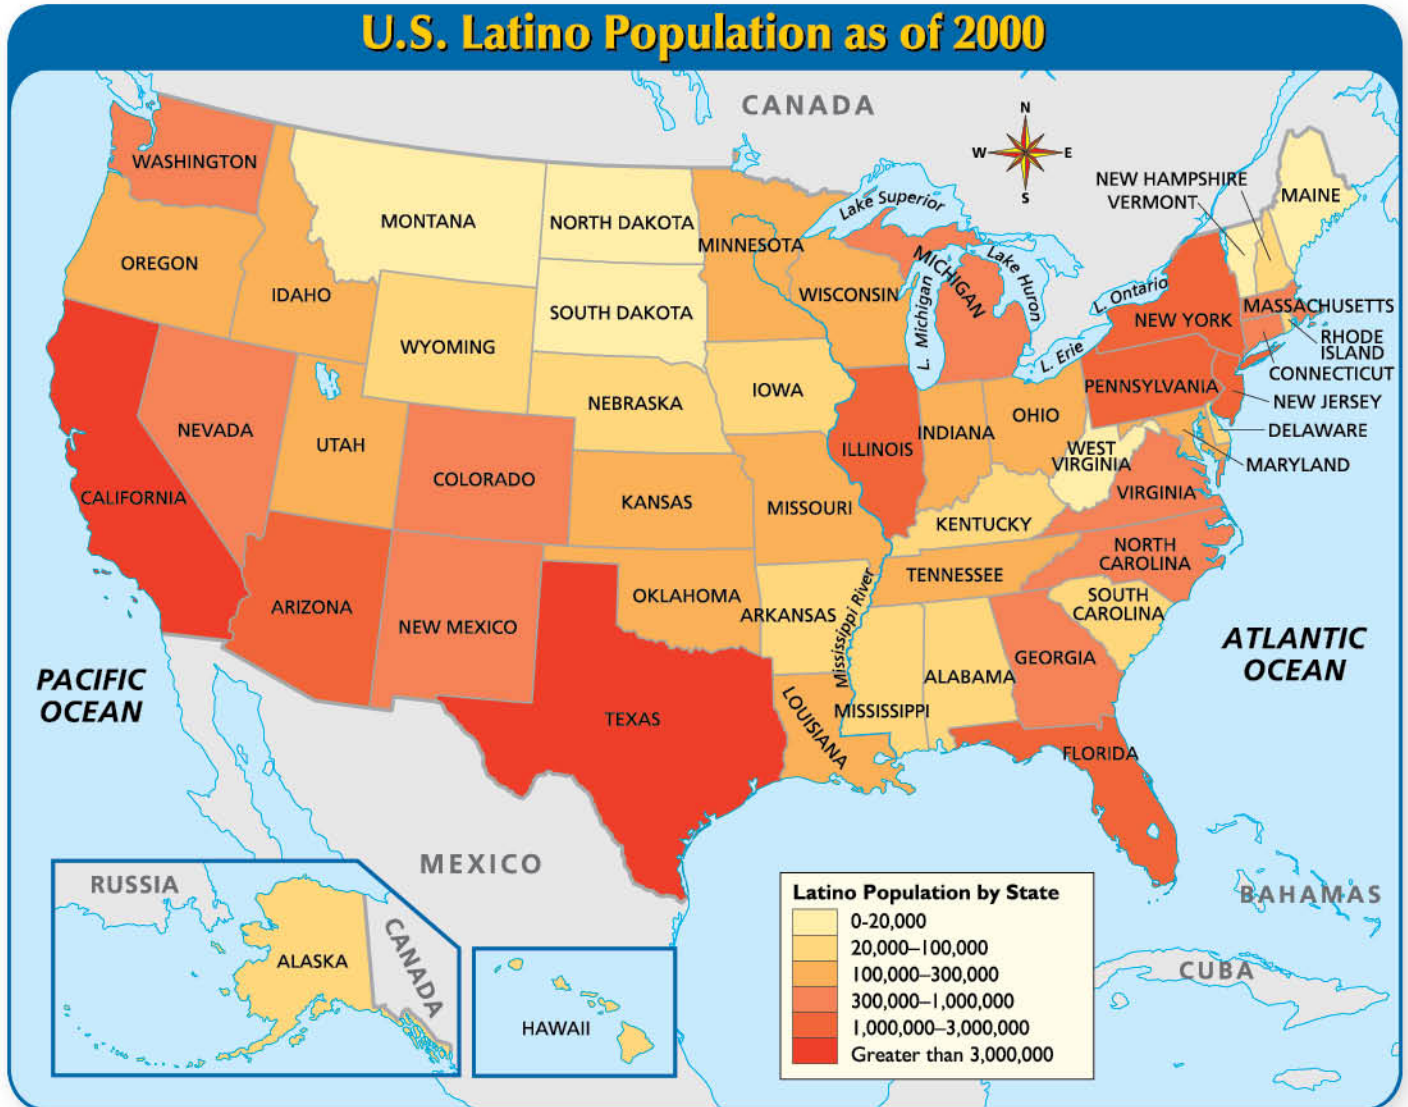 U.S. Latino Population as of 2000
CANADA
N
W
E
S
WASHINGTON
MONTANA
NORTH DAKOTA
MINNESOTA
Lake Superior
NEW HAMPSHIRE
VERMONT
MAINE
OREGON
IDAHO
SOUTH DAKOTA
WISCONSIN
MICHIGAN
L. Michigan
Lake Huron
L. Ontario
L. Erie
NEW YORK
MASSACHUSETTS
RHODE
ISLAND
CONNECTICUT
WYOMING
NEBRASKA
IOWA
PENNSYLVANIA
NEW JERSEY
DELAWARE
MARYLAND
NEVADA
UTAH
COLORADO
KANSAS
MISSOURI
ILLINOIS
INDIANA
OHIO
WEST
VIRGINIA
VIRGINIA
KENTUCKY
CALIFORNIA
ARIZONA
NEW MEXICO
OKLAHOMA
ARKANSAS
Mississippi River
TENNESSEE
NORTH
CAROLINA
SOUTH
CAROLINA
PACIFIC
OCEAN
TEXAS
LOUISIANA
MISSISSIPPI
ALABAMA
GEORGIA
FLORIDA
ATLANTIC
OCEAN
MEXICO
BAHAMAS
CUBA
RUSSIA
ALASKA
CANADA
HAWAII
Latino Population by State
0-20,000
20,000–100,000
100,000–300,000
300,000–1,000,000
1,000,000–3,000,000
Greater than 3,000,000